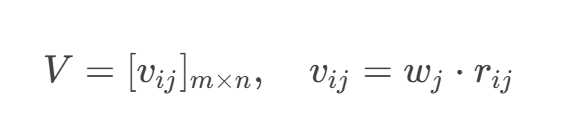 V = [v_{ij}]_{m×n},  v_{ij} = w_j · r_{ij}